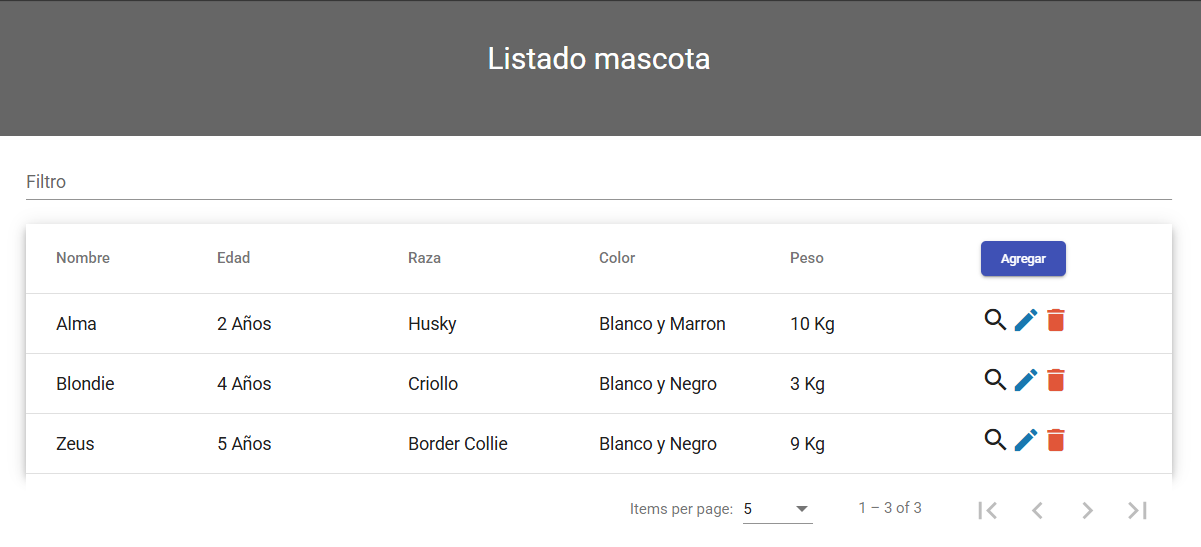 Listado mascota
Filtro
Nombre Edad Raza Color Peso Agregar
Alma 2 Años Husky Blanco y Marron 10 Kg
Blondie 4 Años Criollo Blanco y Negro 3 Kg
Zeus 5 Años Border Collie Blanco y Negro 9 Kg
Items per page: 5 1 – 3 of 3